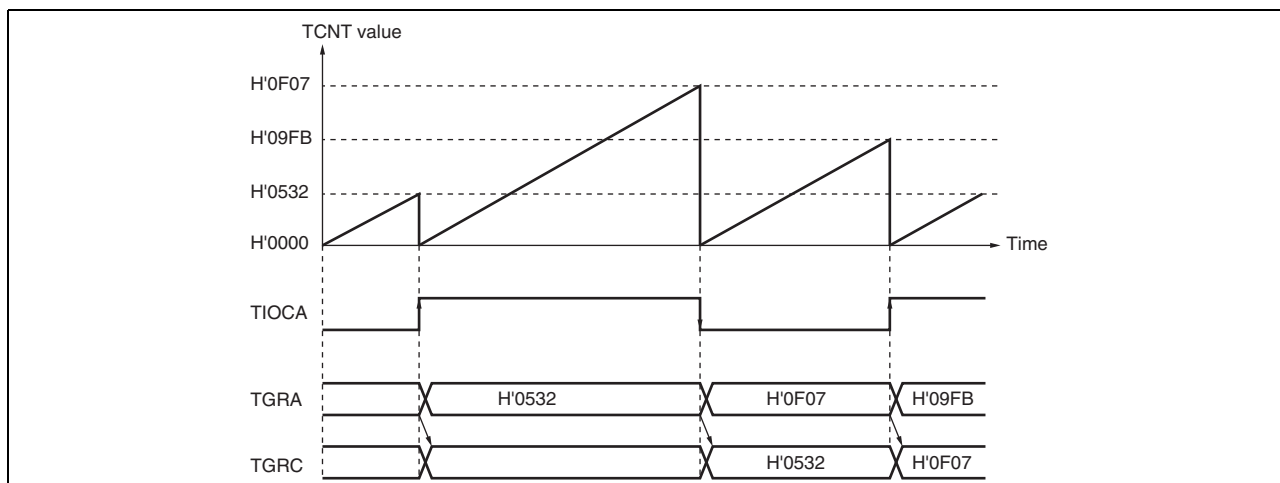 TCNT value
H'0F07
H'09FB
H'0532
H'0000
Time
TIOCA
TGRA
H'0532
H'0F07
H'09FB
TGRC
H'0532
H'0F07